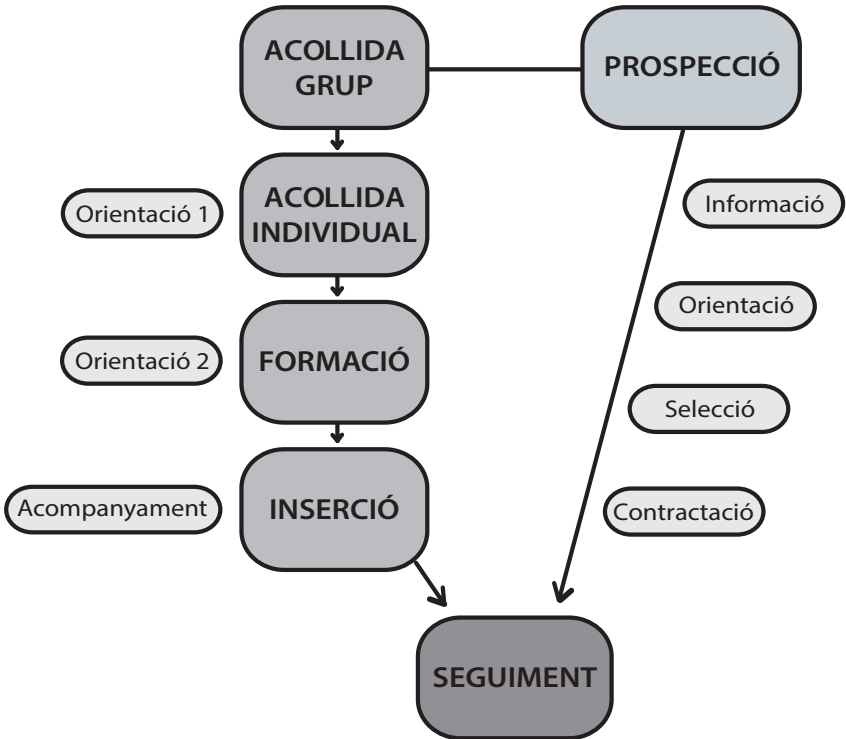 ACOLLIDA
GRUP
PROSPECCIÓ
Orientació 1
ACOLLIDA
INDIVIDUAL
Informació
Orientació
Orientació 2
FORMACIÓ
Selecció
Acompanyament
INSERCIÓ
Contractació
SEGUIMENT